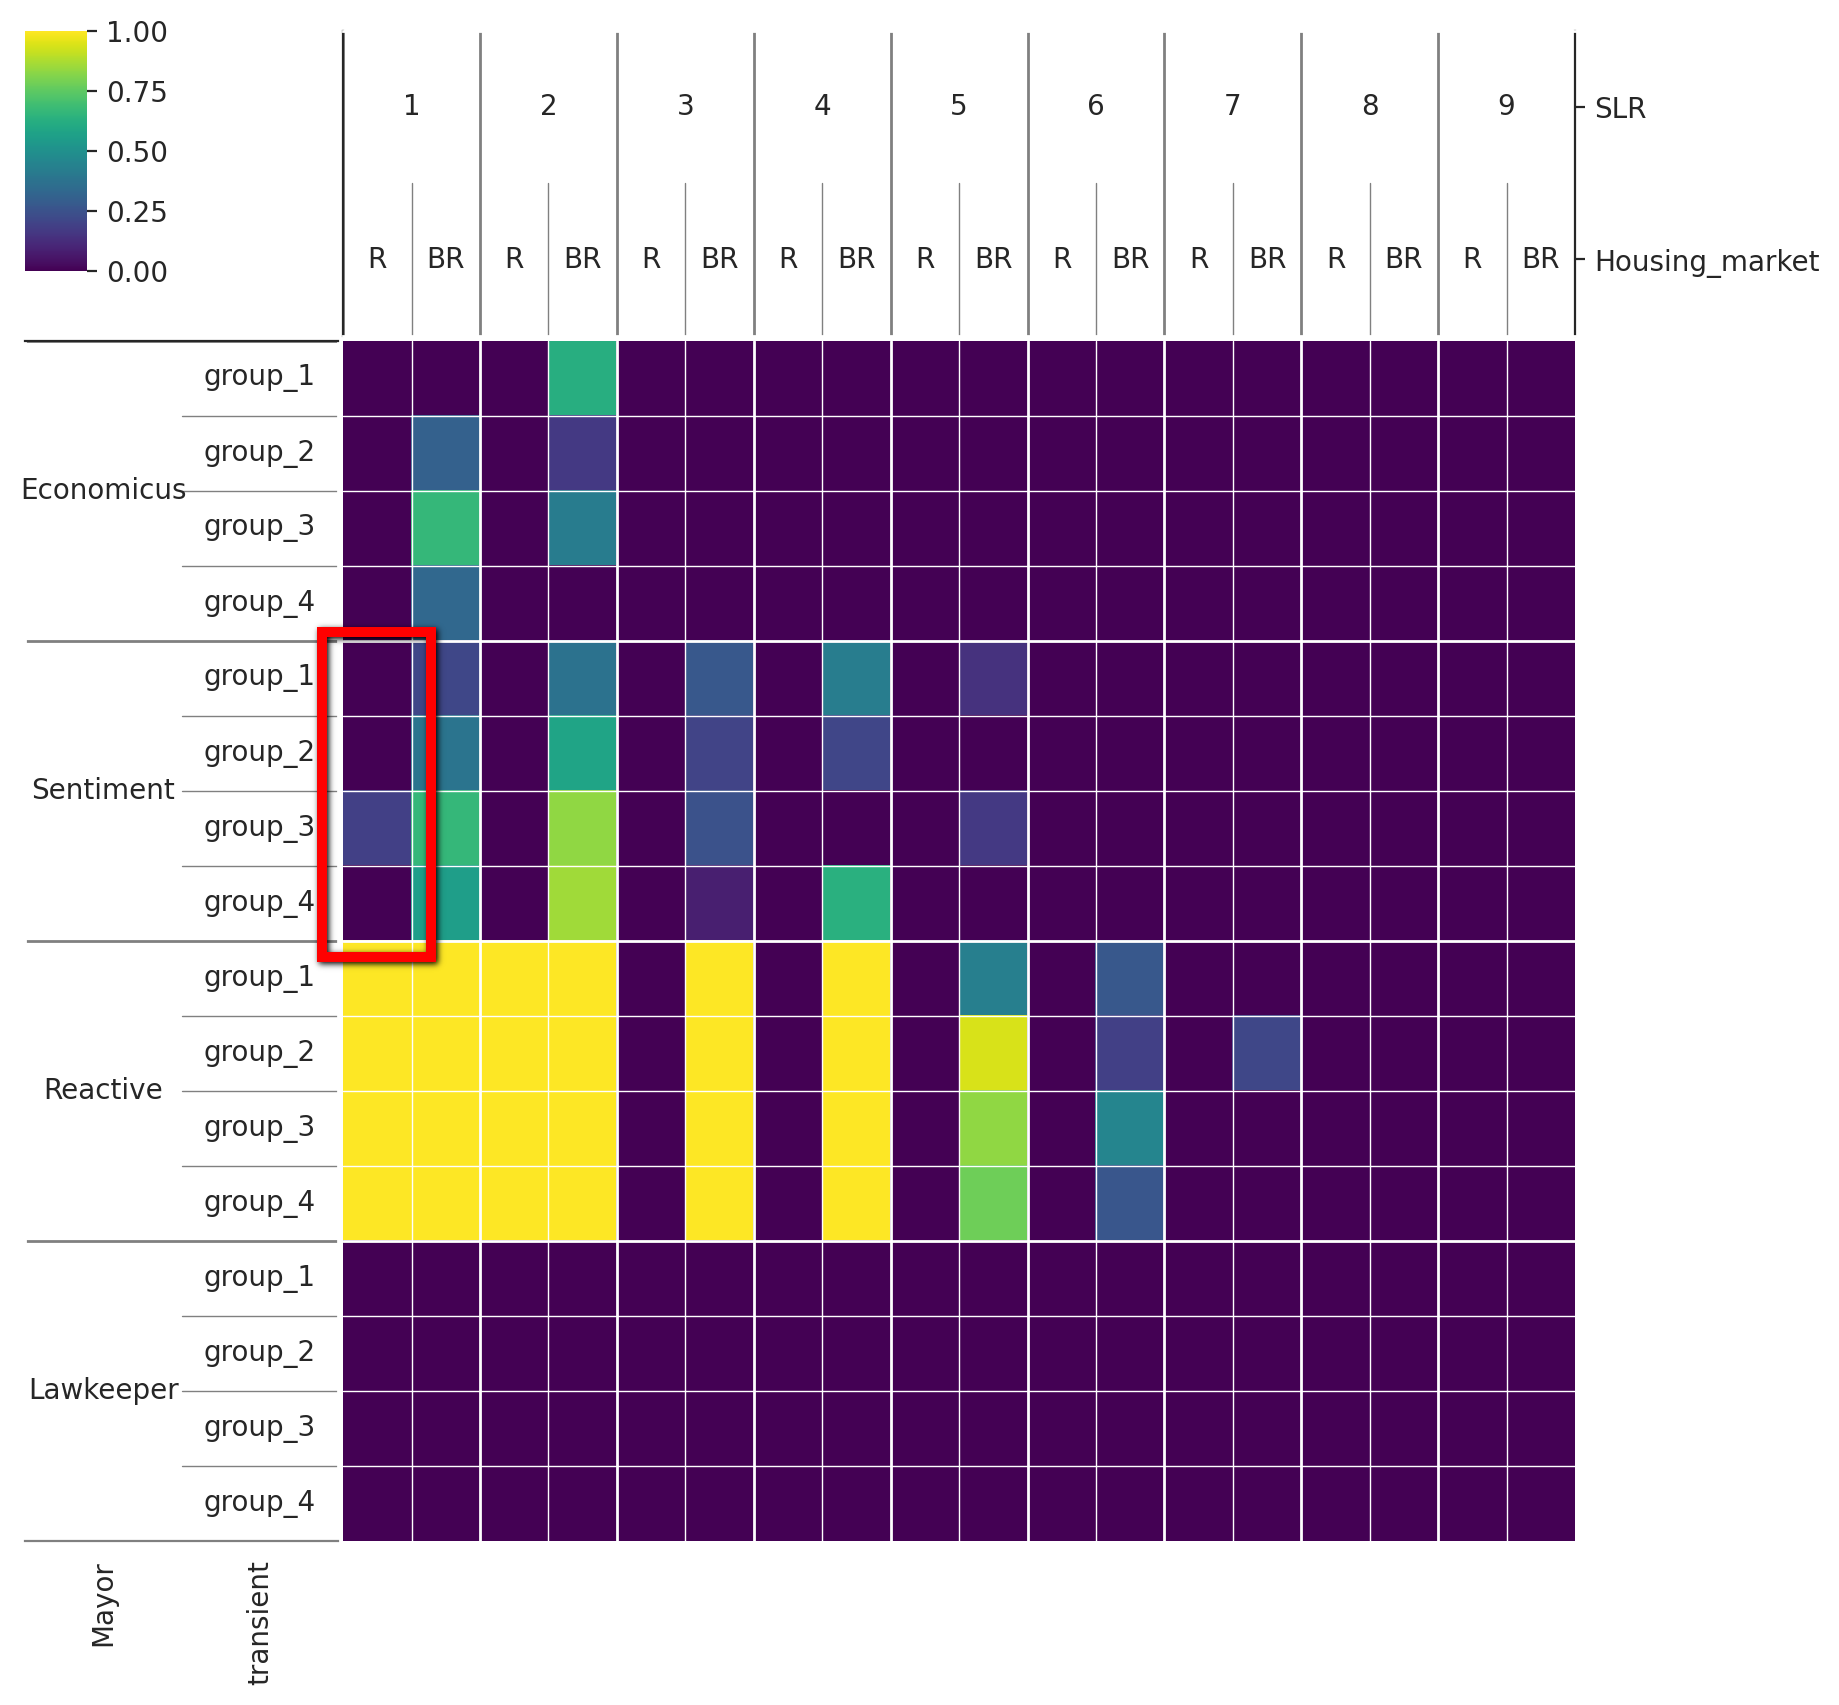 1.00
0.75
0.50
0.25
0.00
1 2 3 4 5 6 7 8 9 SLR
R BR R BR R BR R BR R BR R BR R BR R BR R BR Housing_market
Economicus
group_1
group_2
group_3
group_4
Sentiment
group_1
group_2
group_3
group_4
Reactive
group_1
group_2
group_3
group_4
Lawkeeper
group_1
group_2
group_3
group_4
Mayor
transient